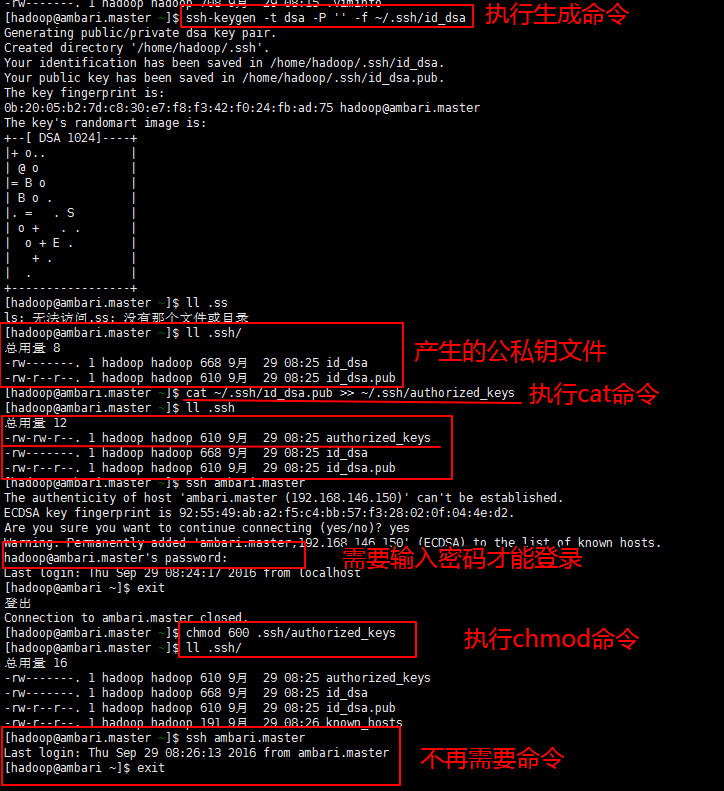 [hadoop@ambari.master ~]$ ssh-keygen -t dsa -P '' -f ~/.ssh/id_dsa 执行生成命令
Generating public/private dsa key pair.
Created directory '/home/hadoop/.ssh'.
Your identification has been saved in /home/hadoop/.ssh/id_dsa.
Your public key has been saved in /home/hadoop/.ssh/id_dsa.pub.
The key fingerprint is:
0b:20:05:b2:7d:c8:30:e7:f8:f3:42:f0:24:fb:ad:75 hadoop@ambari.master
The key's randomart image is:
+--[ DSA 1024]----+
|+ o..            |
| @ o             |
|= B o            |
| B o .           |
|. =   . S        |
| o +   . .       |
|  o + E .        |
|   + .           |
|  .              |
+-----------------+
[hadoop@ambari.master ~]$ ll .ss
ls: 无法访问.ss: 没有那个文件或目录
[hadoop@ambari.master ~]$ ll .ssh/
总用量 8
产生的公私钥文件
-rw-------. 1 hadoop hadoop 668 9月  29 08:25 id_dsa
-rw-r--r--. 1 hadoop hadoop 610 9月  29 08:25 id_dsa.pub
[hadoop@ambari.master ~]$ cat ~/.ssh/id_dsa.pub >> ~/.ssh/authorized_keys 执行cat命令
[hadoop@ambari.master ~]$ ll .ssh
总用量 12
-rw-rw-r--. 1 hadoop hadoop 610 9月  29 08:25 authorized_keys
-rw-------. 1 hadoop hadoop 668 9月  29 08:25 id_dsa
-rw-r--r--. 1 hadoop hadoop 610 9月  29 08:25 id_dsa.pub
[hadoop@ambari.master ~]$ ssh ambari.master
The authenticity of host 'ambari.master (192.168.146.150)' can't be established.
ECDSA key fingerprint is 92:55:49:ab:a2:f5:c4:bb:57:f3:28:02:0f:04:4e:d2.
Are you sure you want to continue connecting (yes/no)? yes
Warning: Permanently added 'ambari.master,192.168.146.150' (ECDSA) to the list of known hosts.
hadoop@ambari.master's password: 需要输入密码才能登录
Last login: Thu Sep 29 08:24:17 2016 from localhost
[hadoop@ambari ~]$ exit
登出
Connection to ambari.master closed.
[hadoop@ambari.master ~]$ chmod 600 .ssh/authorized_keys 执行chmod命令
[hadoop@ambari.master ~]$ ll .ssh/
总用量 16
-rw-------. 1 hadoop hadoop 610 9月  29 08:25 authorized_keys
-rw-------. 1 hadoop hadoop 668 9月  29 08:25 id_dsa
-rw-r--r--. 1 hadoop hadoop 610 9月  29 08:25 id_dsa.pub
-rw-r--r--. 1 hadoop hadoop 191 9月  29 08:26 known_hosts
[hadoop@ambari.master ~]$ ssh ambari.master
Last login: Thu Sep 29 08:26:13 2016 from ambari.master 不再需要命令
[hadoop@ambari ~]$ exit